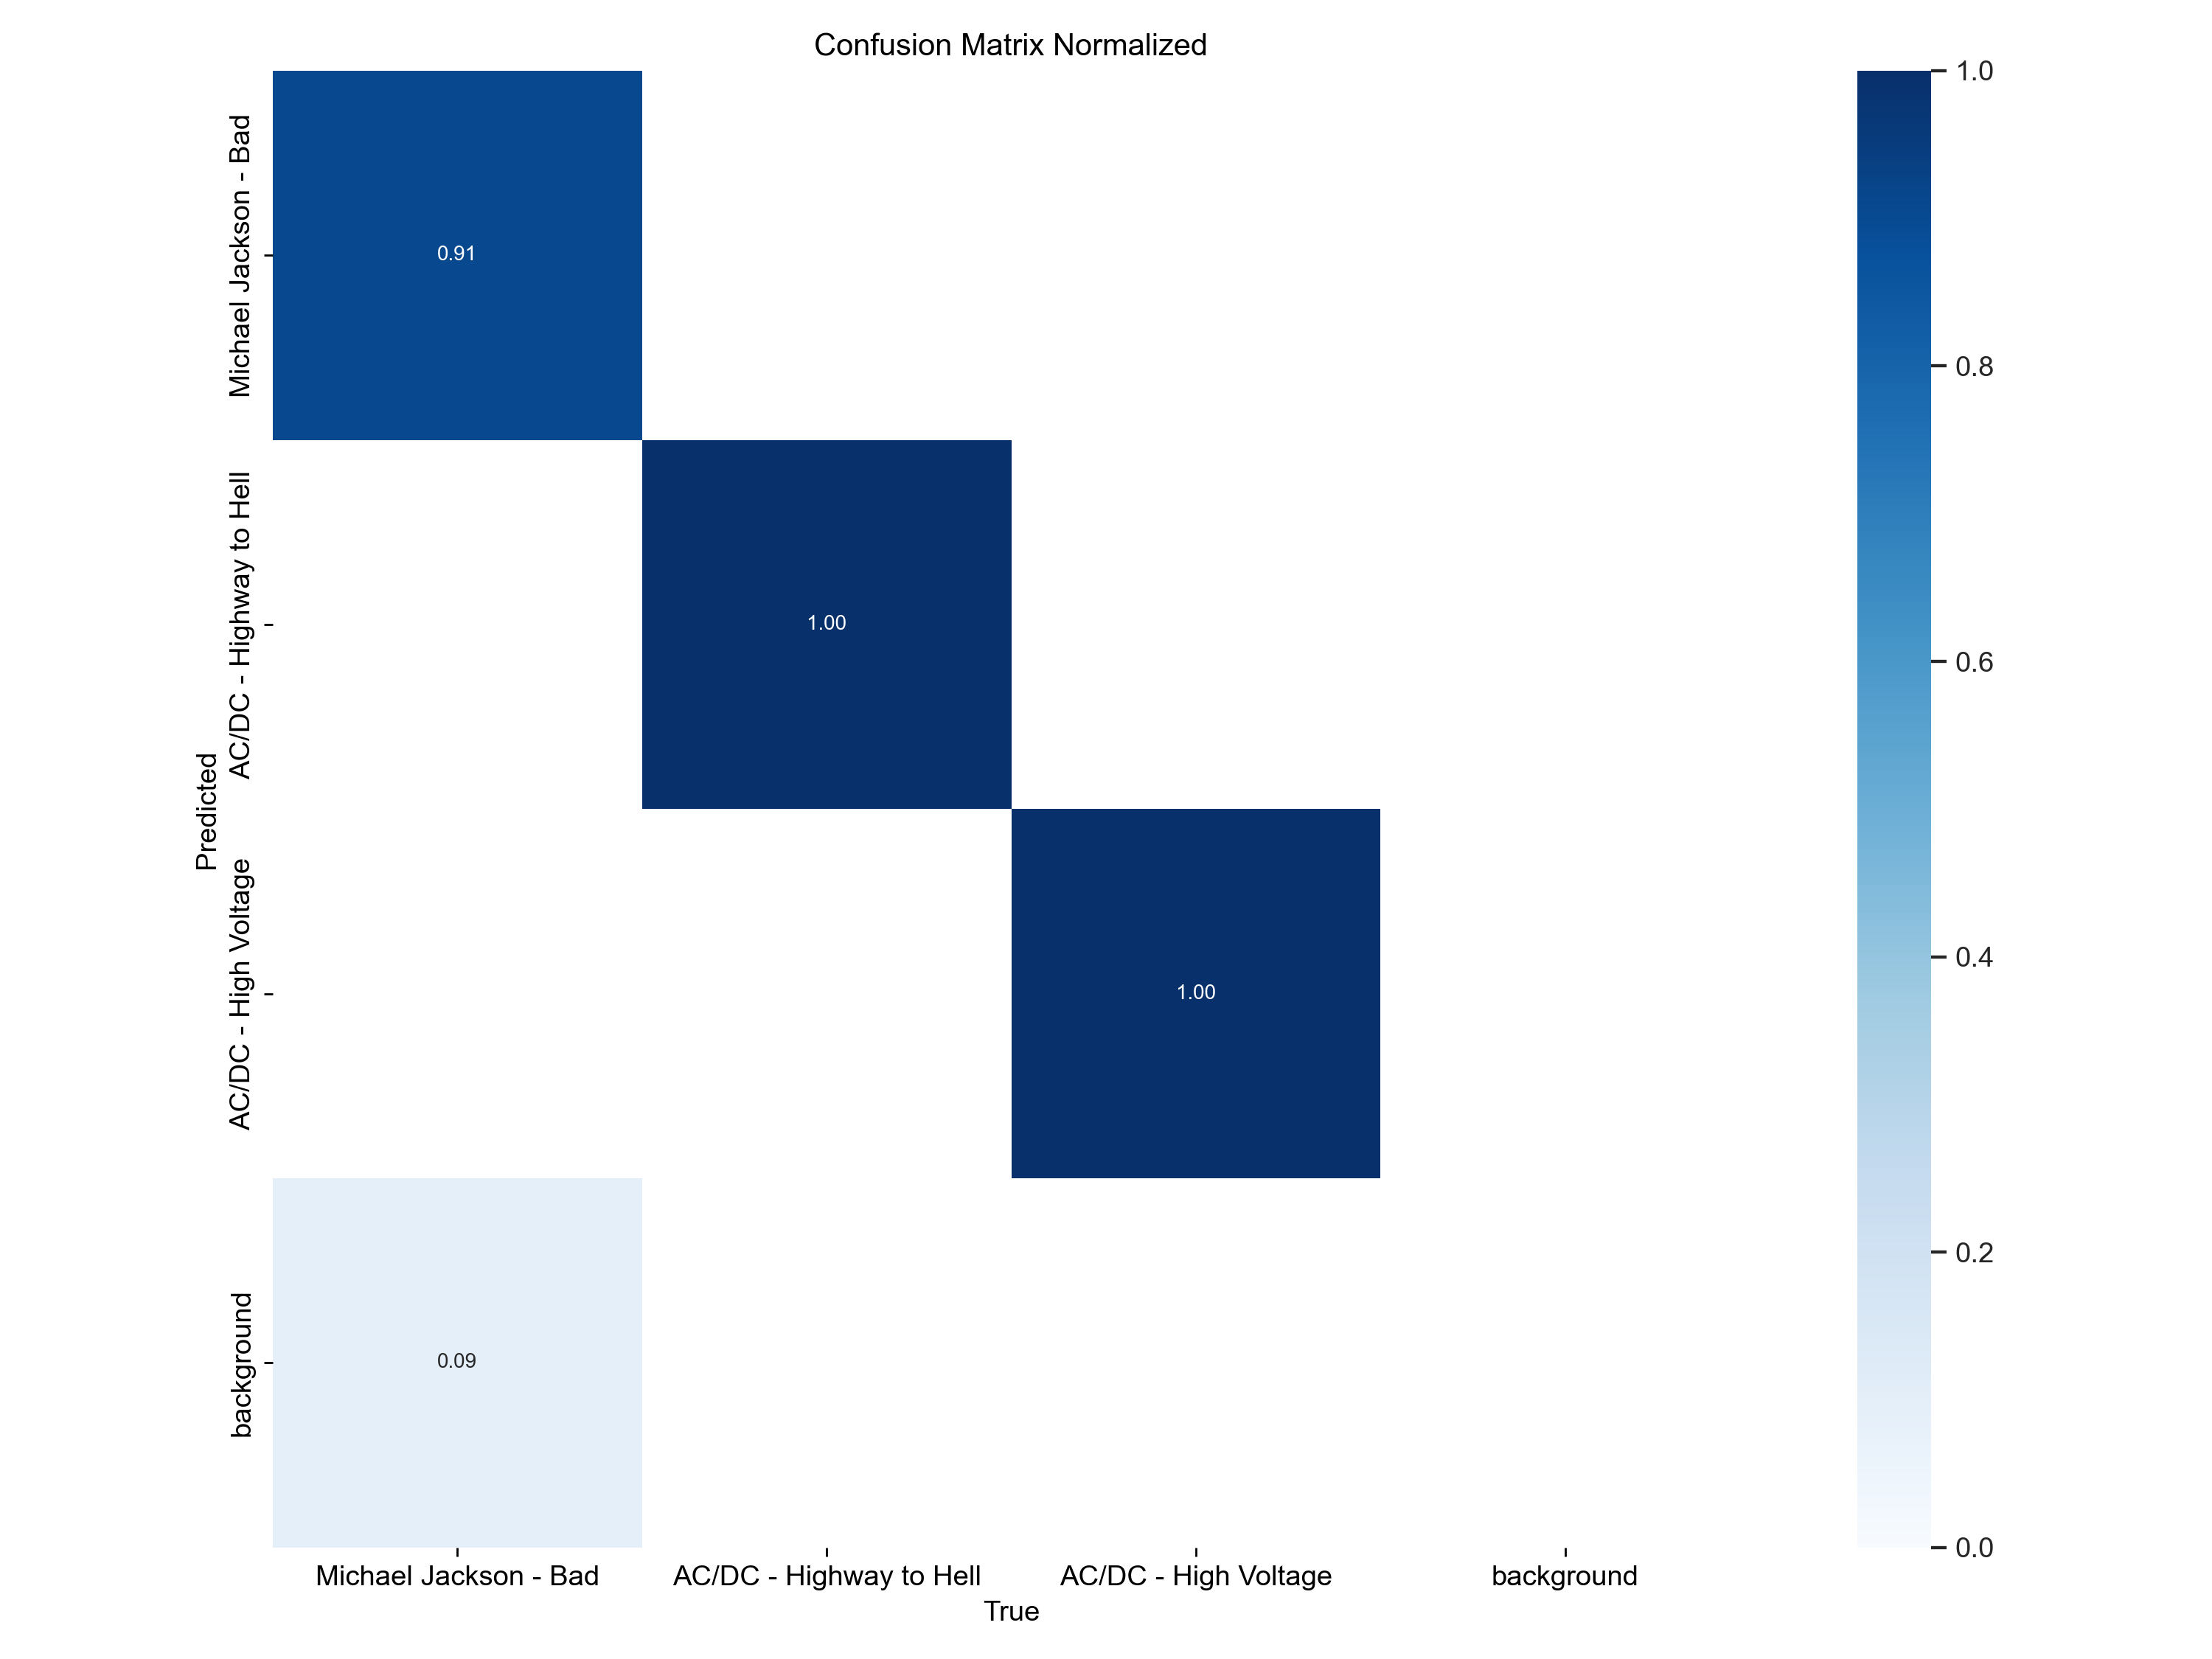 Confusion Matrix Normalized
Predicted
Michael Jackson - Bad
AC/DC - Highway to Hell
AC/DC - High Voltage
background
0.91
1.00
1.00
0.09
Michael Jackson - Bad
AC/DC - Highway to Hell
AC/DC - High Voltage
background
True
1.0
0.8
0.6
0.4
0.2
0.0